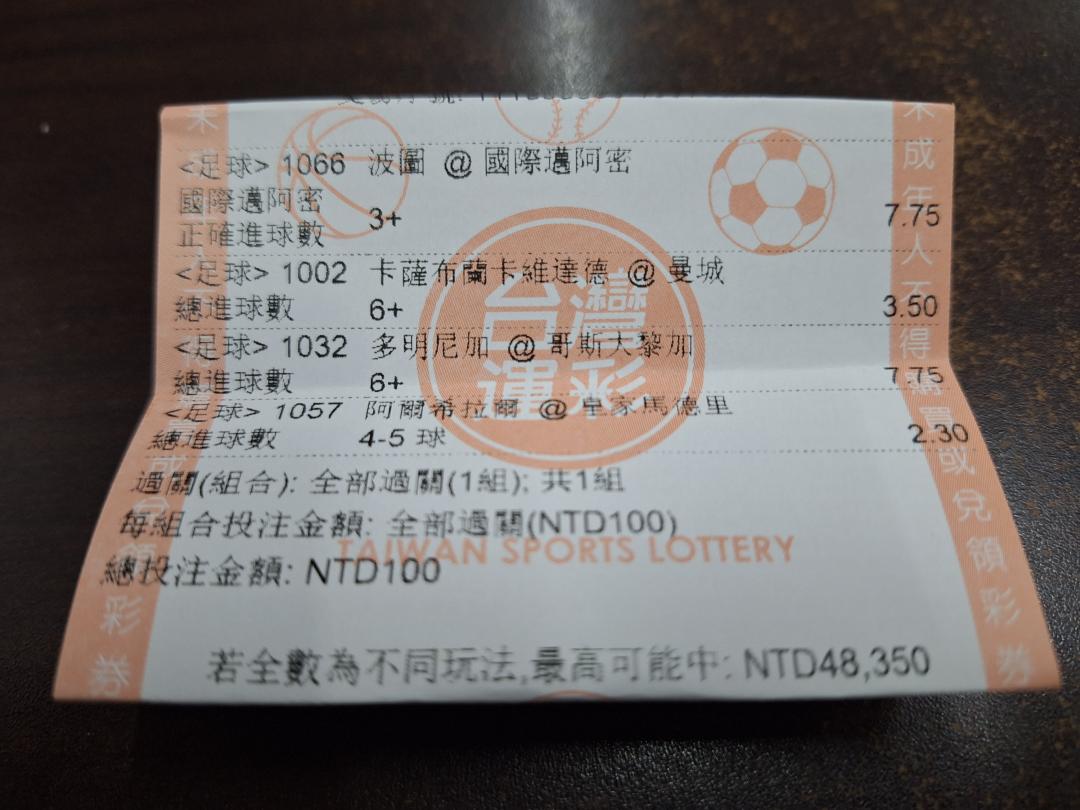 <足球> 1066 波圖 @ 國際邁阿密
國際邁阿密
正確進球數 3+ 7.75
<足球> 1002 卡薩布蘭卡維達德 @ 曼城
總進球數 6+ 3.50
<足球> 1032 多明尼加 @ 哥斯大黎加
總進球數 6+ 7.75
<足球> 1057 阿爾希拉爾 @ 皇家馬德里
總進球數 4-5 球 2.30
過關(組合): 全部過關(1組); 共1組
每組合投注金額: 全部過關(NTD100)
TAIWAN SPORTS LOTTERY
總投注金額: NTD100
若全數為不同玩法,最高可能中: NTD48,350
台灣
運彩
未成年人不得購買或兌領彩券